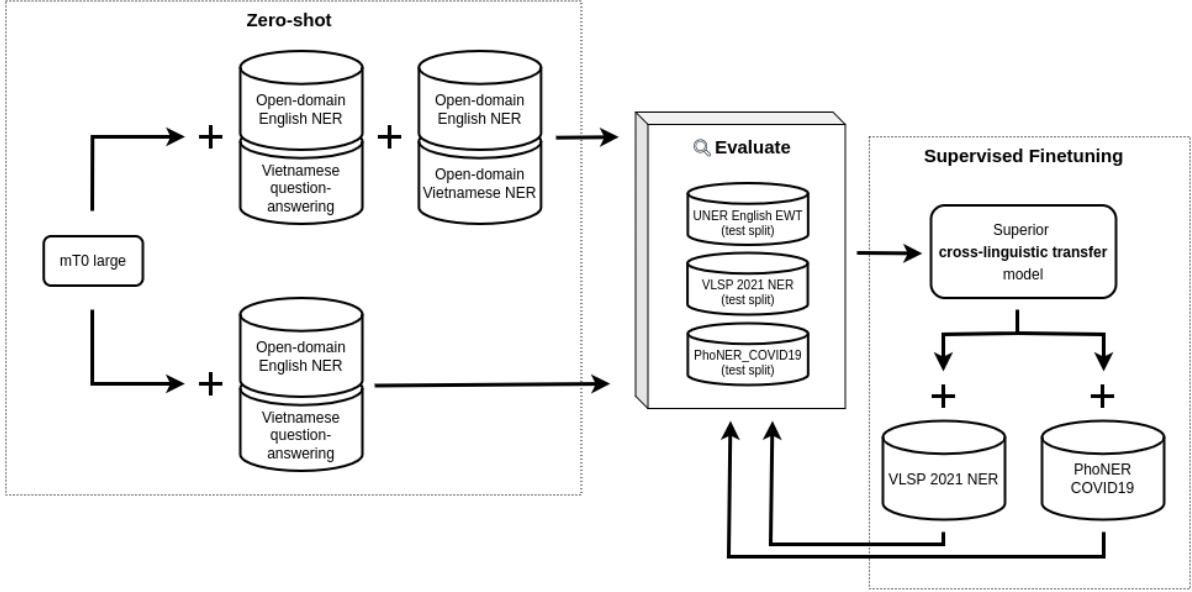 Zero-shot
Open-domain
English NER
Vietnamese
question-
answering
+
Open-domain
English NER
Open-domain
Vietnamese NER
+
mT0 large
+
Open-domain
English NER
Vietnamese
question-
answering
Evaluate
UNER English EWT
(test split)
VLSP 2021 NER
(test split)
PhoNER_COVID19
(test split)
Supervised Finetuning
Superior
cross-linguistic transfer
model
+
+
VLSP 2021 NER
PhoNER
COVID19